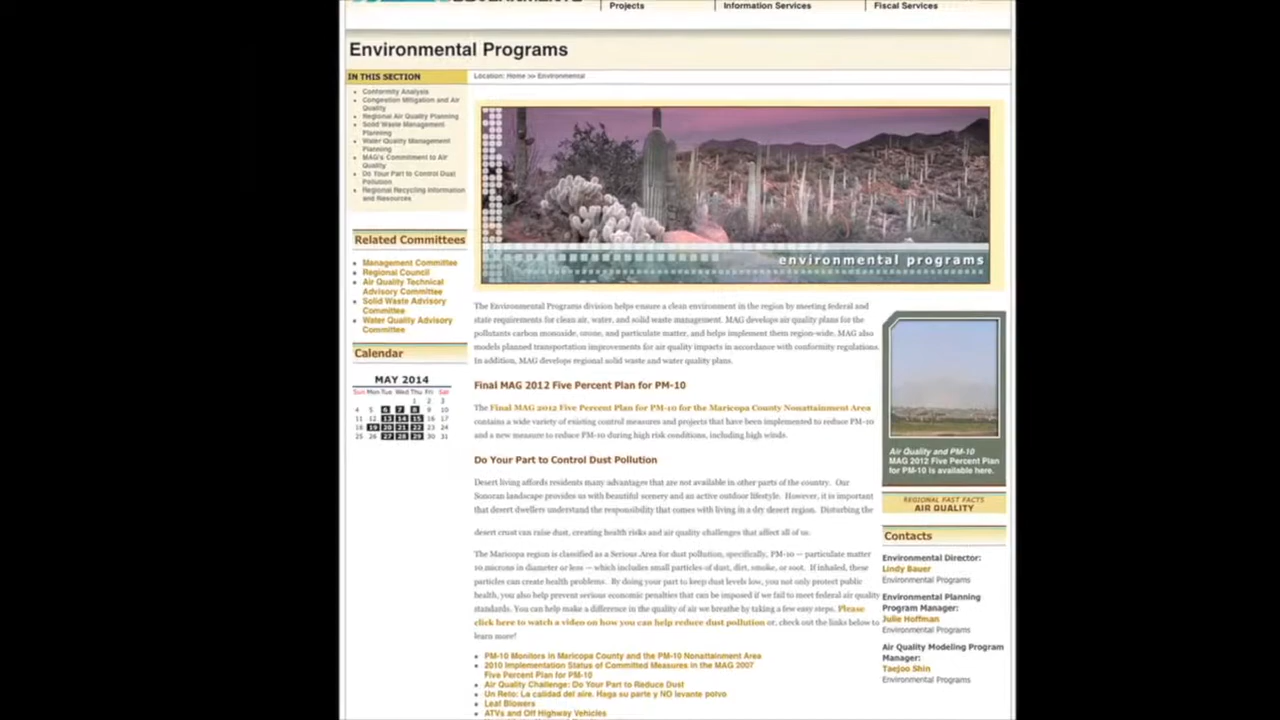 Projects
Information Services
Fiscal Services
Environmental Programs
IN THIS SECTION
Location: Home >> Environmental
Conformity Analysis
Congestion Mitigation and Air
Quality
Regional Air Quality Planning
Solid Waste Management
Planning
Water Quality Management
Planning
MAG's Commitment to Air
Quality
Do Your Part to Control Dust
Pollution
Regional Recycling Information
and Resources
Related Committees
Management Committee
Regional Council
Air Quality Technical
Advisory Committee
Solid Waste Advisory
Committee
Water Quality Advisory
Committee
Calendar
MAY 2014
Sun Mon Tue Wed Thu Fri Sat
1 2 3
4 5 6 7 8 9 10
11 12 13 14 15 16 17
18 19 20 21 22 23 24
25 26 27 28 29 30 31
environmental programs
The Environmental Programs division helps ensure a clean environment in the region by meeting federal and
state requirements for clean air, water, and solid waste management. MAG develops air quality plans for the
pollutants carbon monoxide, ozone, and particulate matter, and helps implement them region-wide. MAG also
models planned transportation improvements for air quality impacts in accordance with conformity regulations.
In addition, MAG develops regional solid waste and water quality plans.
Final MAG 2012 Five Percent Plan for PM-10
The Final MAG 2012 Five Percent Plan for PM-10 for the Maricopa County Nonattainment Area
contains a wide variety of existing control measures and projects that have been implemented to reduce PM-10
and a new measure to reduce PM-10 during high risk conditions, including high winds.
Do Your Part to Control Dust Pollution
Desert living affords residents many advantages that are not available in other parts of the country. Our
Sonoran landscape provides us with beautiful scenery and an active outdoor lifestyle. However, it is important
that desert dwellers understand the responsibility that comes with living in a dry desert region. Disturbing the
desert crust can raise dust, creating health risks and air quality challenges that affect all of us.
The Maricopa region is classified as a Serious Area for dust pollution, specifically, PM-10 — particulate matter
10 microns in diameter or less — which includes small particles of dust, dirt, smoke, or soot. If inhaled, these
particles can create health problems. By doing your part to keep dust levels low, you not only protect public
health, you also help prevent serious economic penalties that can be imposed if we fail to meet federal air quality
standards. You can help make a difference in the quality of air we breathe by taking a few easy steps. Please
click here to watch a video on how you can help reduce dust pollution or, check out the links below to
learn more!
PM-10 Monitors in Maricopa County and the PM-10 Nonattainment Area
2010 Implementation Status of Committed Measures in the MAG 2007
Five Percent Plan for PM-10
Air Quality Challenge: Do Your Part to Reduce Dust
Un Reto: La calidad del aire. Haga su parte y NO levante polvo
Leaf Blowers
ATVs and Off Highway Vehicles
Air Quality and PM-10
MAG 2012 Five Percent Plan
for PM-10 is available here.
REGIONAL FAST FACTS
AIR QUALITY
Contacts
Environmental Director:
Lindy Bauer
Environmental Programs
Environmental Planning
Program Manager:
Julie Hoffman
Environmental Programs
Air Quality Modeling Program
Manager:
Taejoo Shin
Environmental Programs